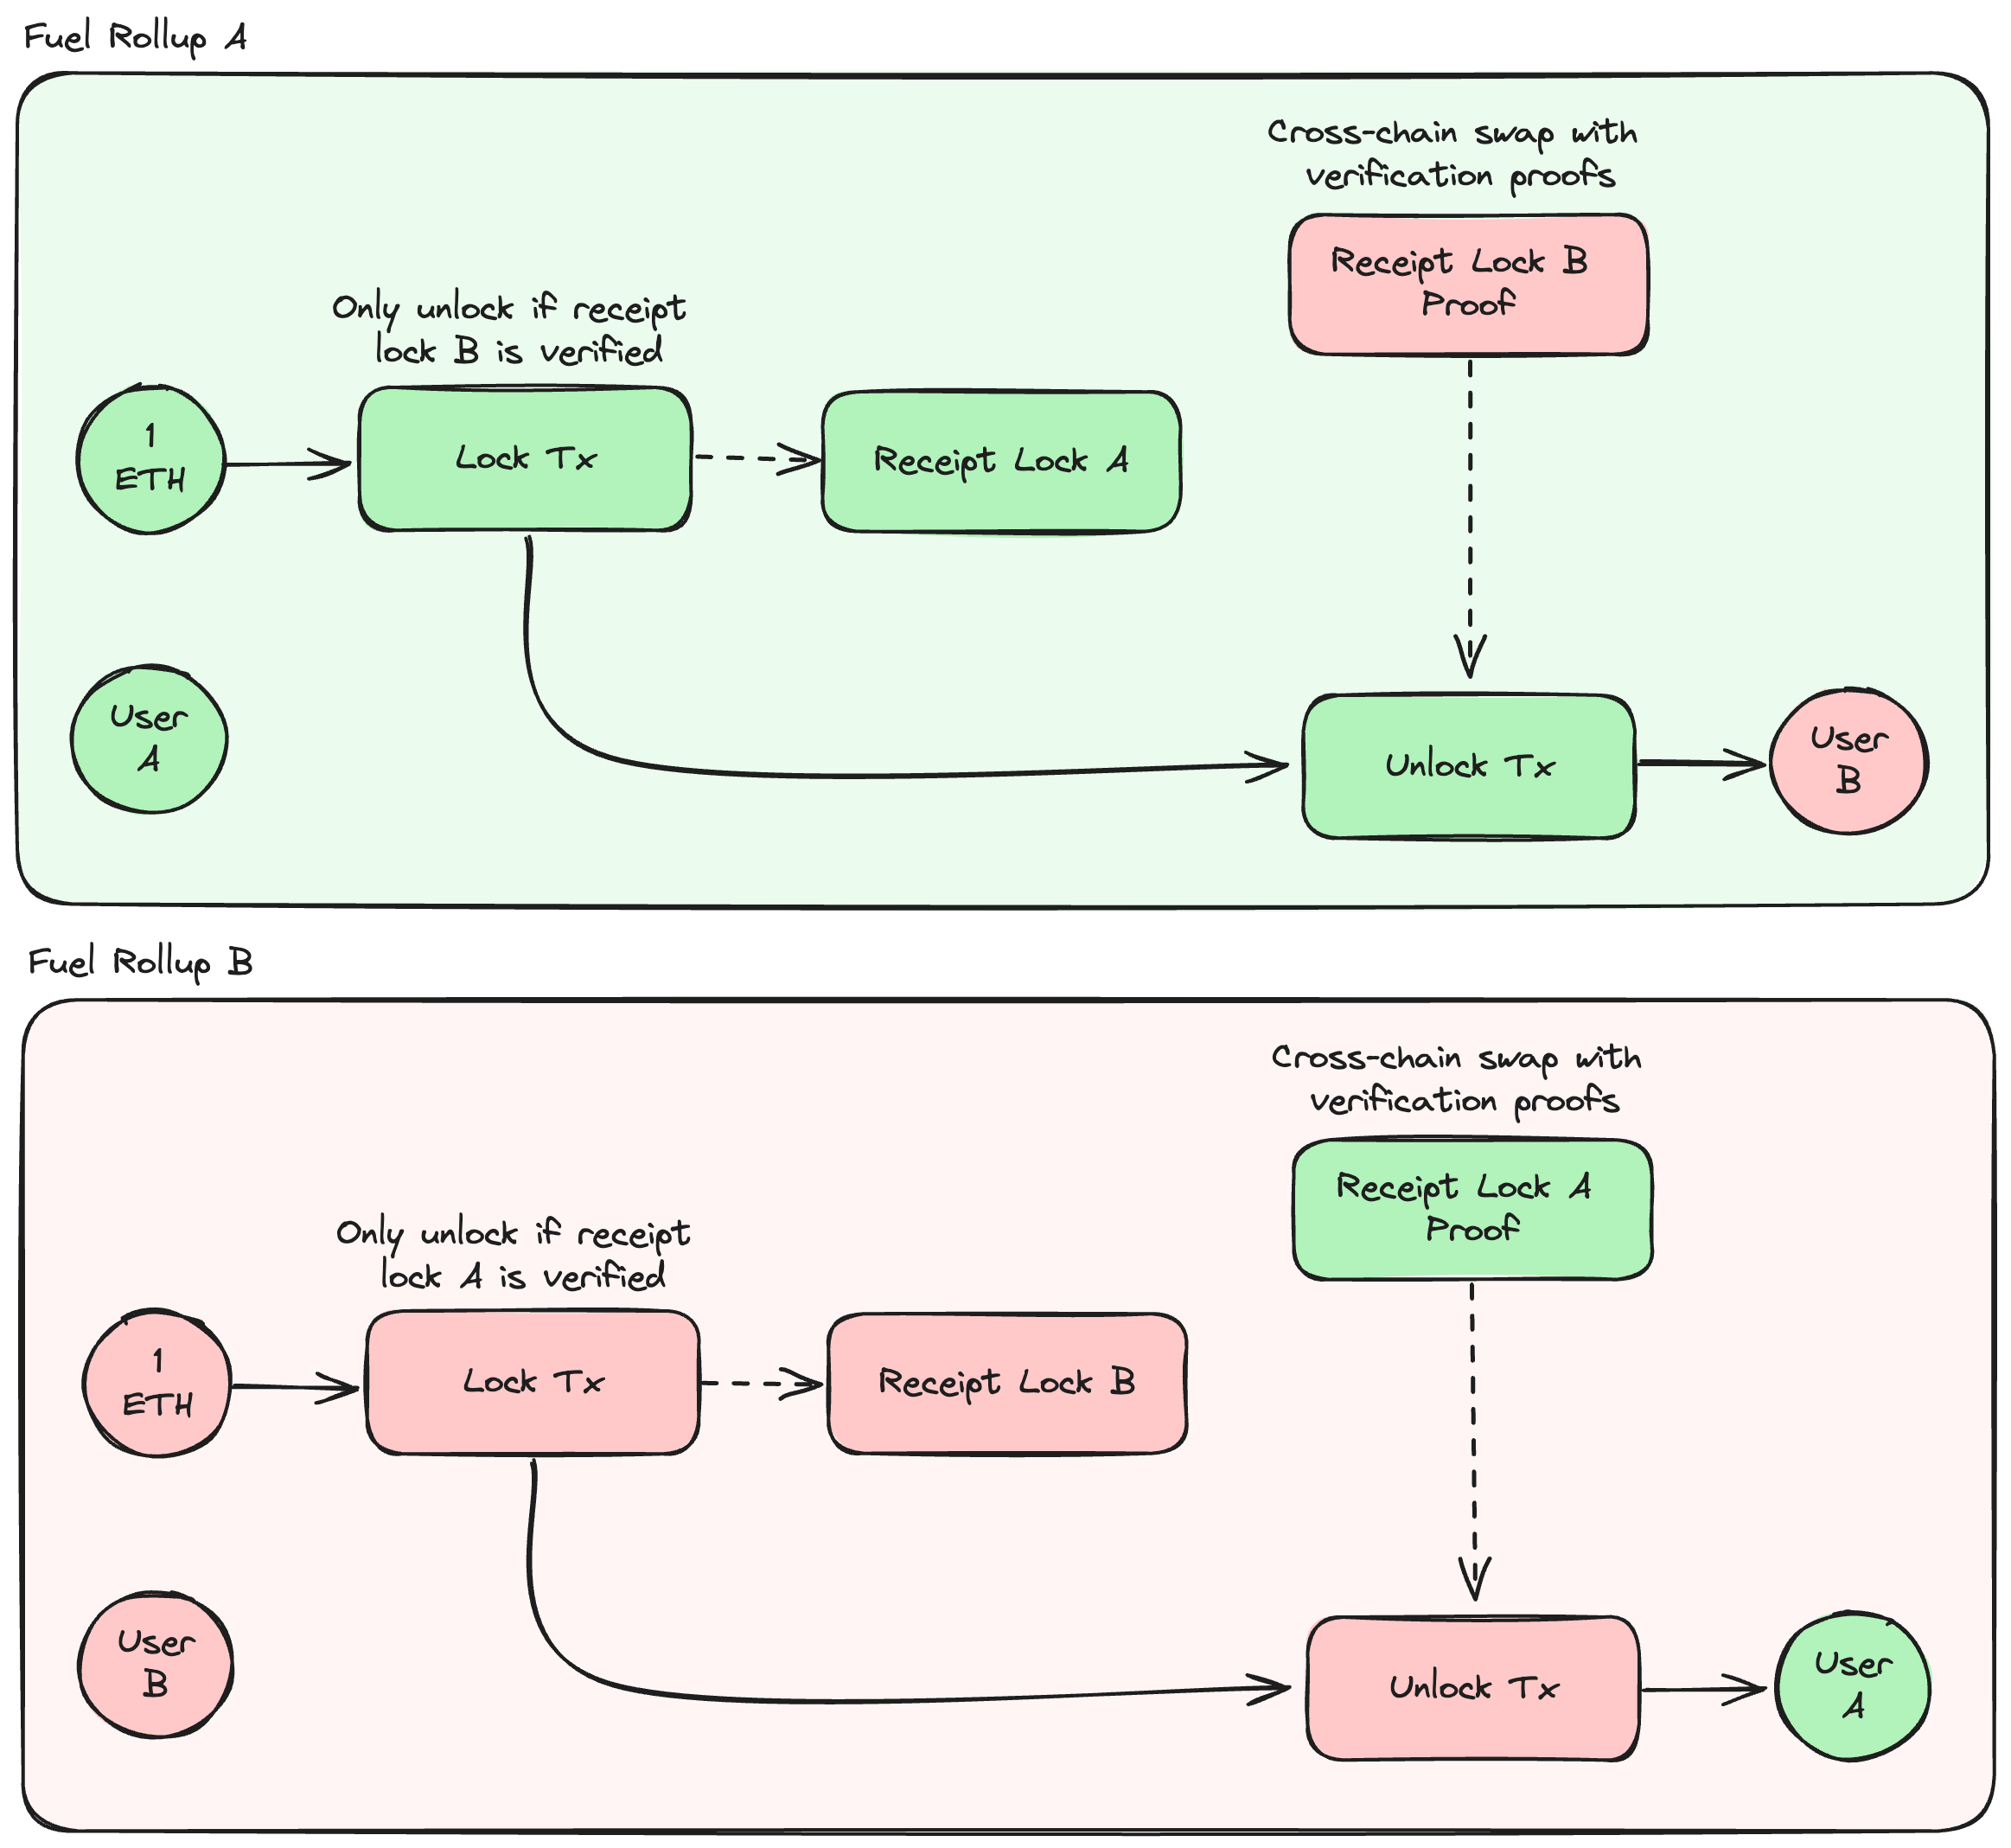 Fuel Rollup A
Cross-chain swap with
verification proofs
Receipt Lock B
Proof
Only unlock if receipt
lock B is verified
1
ETH
Lock Tx
Receipt Lock A
User
A
Unlock Tx
User
B
Fuel Rollup B
Cross-chain swap with
verification proofs
Receipt Lock A
Proof
Only unlock if receipt
lock A is verified
1
ETH
Lock Tx
Receipt Lock B
User
B
Unlock Tx
User
A